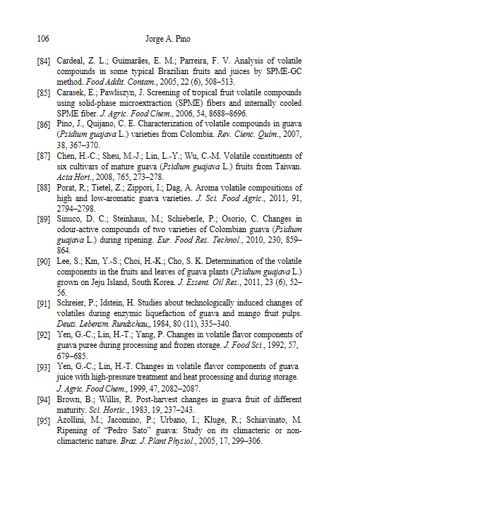 106 Jorge A. Pino
[84] Cardeal, Z. L.; Guimarães, E. M.; Parreira, F. V. Analysis of volatile
compounds in some typical Brazilian fruits and juices by SPME-GC
method. Food Addit. Contam., 2005, 22 (6), 508–513.
[85] Carasek, E.; Pawliszyn, J. Screening of tropical fruit volatile compounds
using solid-phase microextraction (SPME) fibers and internally cooled
SPME fiber. J. Agric. Food Chem., 2006, 54, 8688–8696.
[86] Pino, J., Quijano, C. E. Characterization of volatile compounds in guava
(Psidium guajava L.) varieties from Colombia. Rev. Cienc. Quím., 2007,
38, 367–370.
[87] Chen, H.-C.; Sheu, M.-J.; Lin, L.-Y.; Wu, C.-M. Volatile constituents of
six cultivars of mature guava (Psidium guajava L.) fruits from Taiwan.
Acta Hort., 2008, 765, 273–278.
[88] Porat, R.; Tietel, Z.; Zippori, I.; Dag, A. Aroma volatile compositions of
high and low-aromatic guava varieties. J. Sci. Food Agric., 2011, 91,
2794–2798.
[89] Sinuco, D. C.; Steinhaus, M.; Schieberle, P.; Osorio, C. Changes in
odour-active compounds of two varieties of Colombian guava (Psidium
guajava L.) during ripening. Eur. Food Res. Technol., 2010, 230, 859–
864.
[90] Lee, S.; Km, Y.-S.; Choi, H.-K.; Cho, S. K. Determination of the volatile
components in the fruits and leaves of guava plants (Psidium guajava L.)
grown on Jeju Island, South Korea. J. Essent. Oil Res., 2011, 23 (6), 52–
56.
[91] Schreier, P.; Idstein, H. Studies about technologically induced changes of
volatiles during enzymic liquefaction of guava and mango fruit pulps.
Deuts. Lebensm. Rundschau,, 1984, 80 (11), 335–340.
[92] Yen, G.-C.; Lin, H.-T.; Yang, P. Changes in volatile flavor components of
guava puree during processing and frozen storage. J. Food Sci., 1992, 57,
679–685.
[93] Yen, G.-C.; Lin, H.-T. Changes in volatile flavor components of guava
juice with high-pressure treatment and heat processing and during storage.
J. Agric. Food Chem., 1999, 47, 2082–2087.
[94] Brown, B.; Willis, R. Post-harvest changes in guava fruit of different
maturity. Sci. Hortic., 1983, 19, 237–243.
[95] Azollini, M.; Jacomino, P.; Urbano, I.; Kluge, R.; Schiavinato, M.
Ripening of “Pedro Sato” guava: Study on its climacteric or non-
climacteric nature. Braz. J. Plant Physiol., 2005, 17, 299–306.